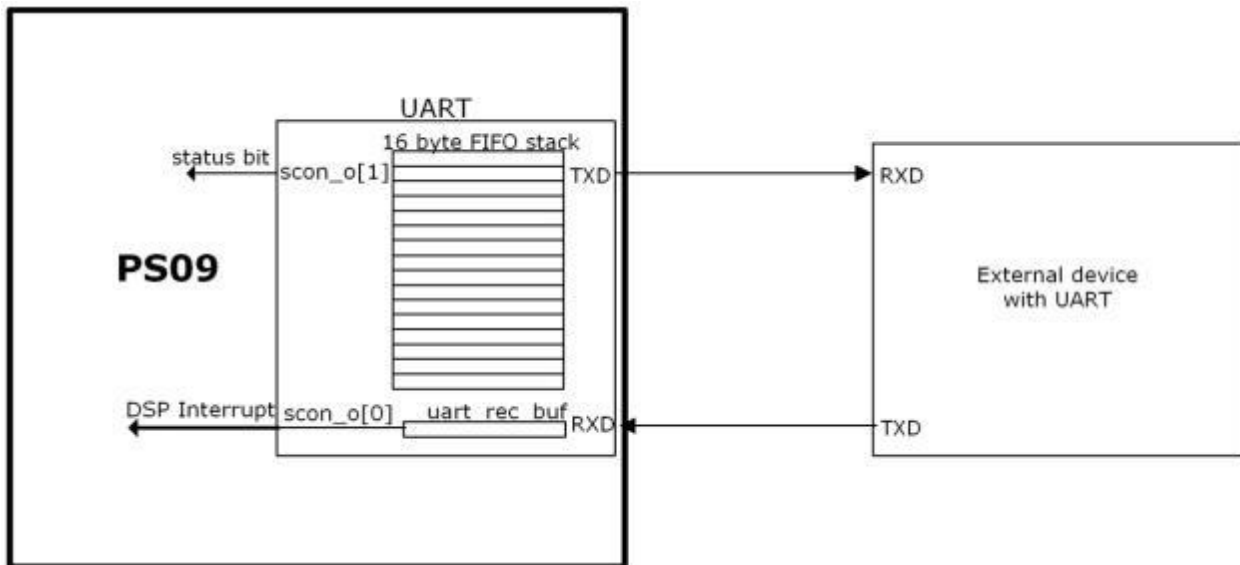 UART
16 byte FIFO stack
status bit
scon_o[1]
TXD
RXD
PS09
External device
with UART
DSP Interrupt
scon_o[0]
uart_rec_buf
RXD
TXD